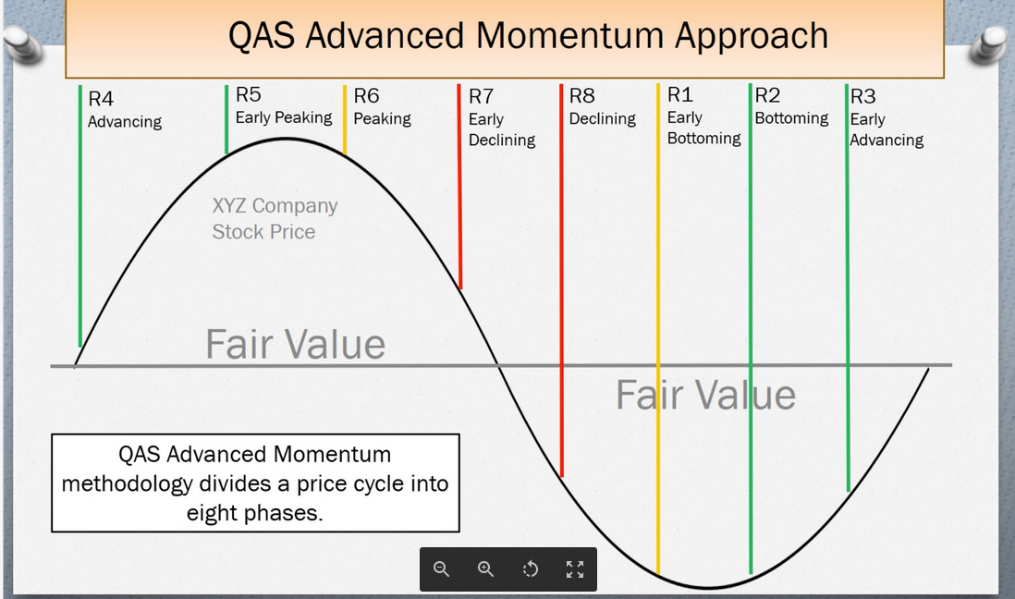 QAS Advanced Momentum Approach
R4
Advancing
R5
Early Peaking
R6
Peaking
R7
Early
Declining
R8
Declining
R1
Early
Bottoming
R2
Bottoming
R3
Early
Advancing
XYZ Company
Stock Price
Fair Value
Fair Value
QAS Advanced Momentum
methodology divides a price cycle into
eight phases.